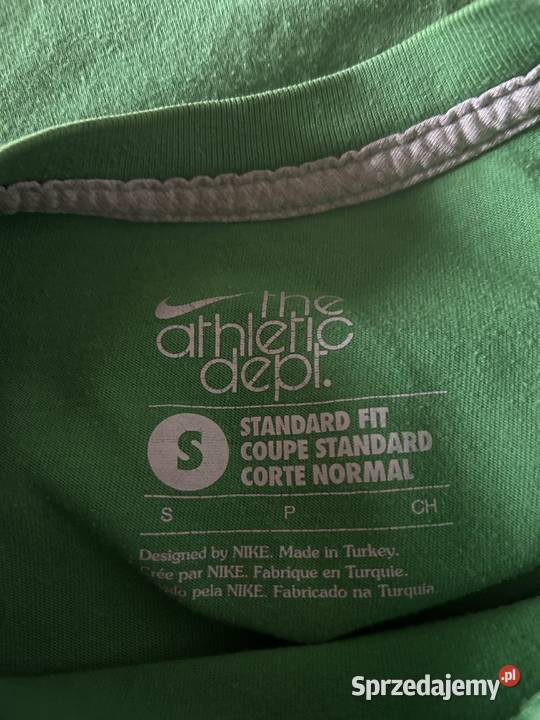 the
athletic
dept.
S
STANDARD FIT
COUPE STANDARD
CORTE NORMAL
S P CH
Designed by NIKE. Made in Turkey.
par NIKE. Fabrique en Turquie.
pela NIKE. Fabricado na Turquia
Sprzedajemy.pl